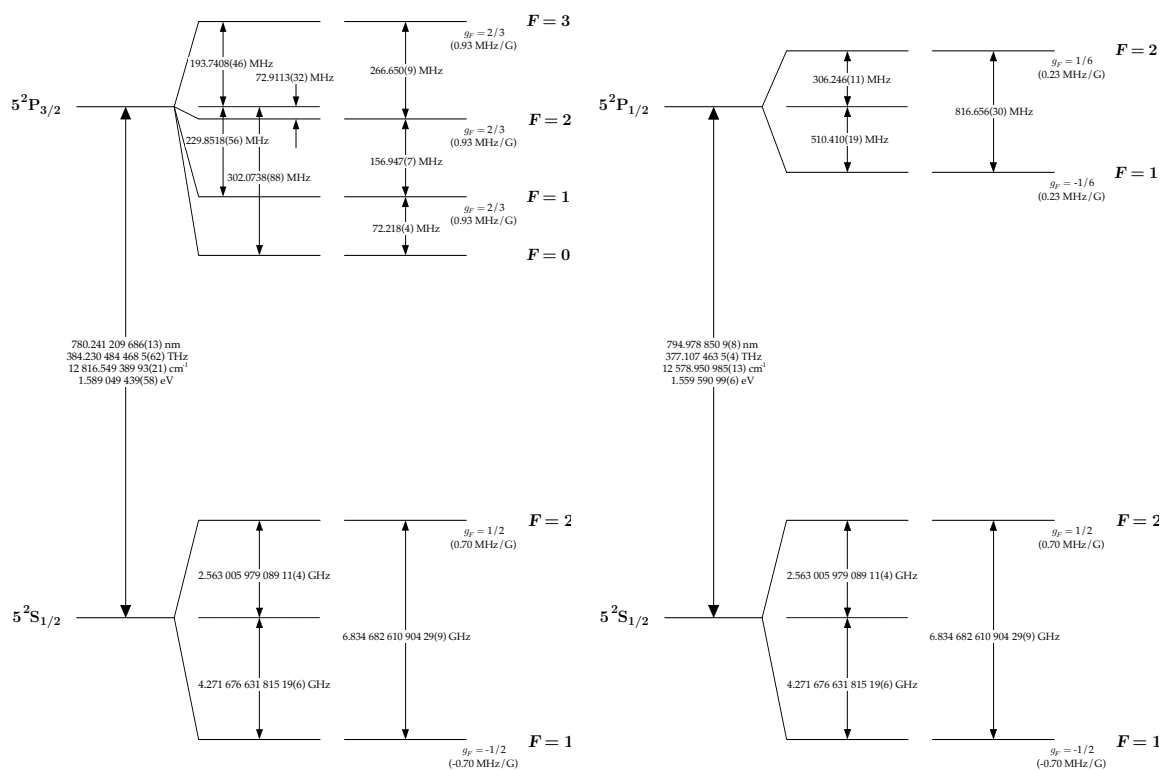 F = 3
g_F = 2/3
(0.93 MHz/G)
193.7408(46) MHz
72.9113(32) MHz
266.650(9) MHz
5 ²P₃/₂
F = 2
g_F = 2/3
(0.93 MHz/G)
229.8518(56) MHz
156.947(7) MHz
302.0738(88) MHz
F = 1
g_F = 2/3
(0.93 MHz/G)
72.218(4) MHz
F = 0
780.241 209 686(13) nm
384.230 484 468 5(62) THz
12 816.549 389 93(21) cm⁻¹
1.589 049 439(58) eV
F = 2
g_F = 1/2
(0.70 MHz/G)
2.563 005 979 089 11(4) GHz
5 ²S₁/₂
6.834 682 610 904 29(9) GHz
4.271 676 631 815 19(6) GHz
F = 1
g_F = -1/2
(-0.70 MHz/G)
F = 2
g_F = 1/6
(0.23 MHz/G)
306.246(11) MHz
5 ²P₁/₂
816.656(30) MHz
510.410(19) MHz
F = 1
g_F = -1/6
(0.23 MHz/G)
794.978 850 9(8) nm
377.107 463 5(4) THz
12 578.950 985(13) cm⁻¹
1.559 590 99(6) eV
F = 2
g_F = 1/2
(0.70 MHz/G)
2.563 005 979 089 11(4) GHz
5 ²S₁/₂
6.834 682 610 904 29(9) GHz
4.271 676 631 815 19(6) GHz
F = 1
g_F = -1/2
(-0.70 MHz/G)